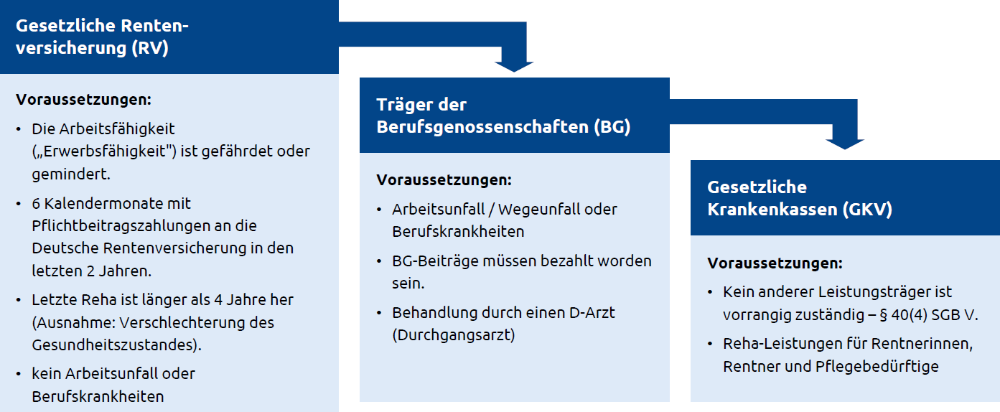 Gesetzliche Renten-
versicherung (RV)
Voraussetzungen:
• Die Arbeitsfähigkeit
(„Erwerbsfähigkeit") ist gefährdet oder
gemindert.
• 6 Kalendermonate mit
Pflichtbeitragszahlungen an die
Deutsche Rentenversicherung in den
letzten 2 Jahren.
• Letzte Reha ist länger als 4 Jahre her
(Ausnahme: Verschlechterung des
Gesundheitszustandes).
• kein Arbeitsunfall oder
Berufskrankheiten
Träger der
Berufsgenossenschaften (BG)
Voraussetzungen:
• Arbeitsunfall / Wegeunfall oder
Berufskrankheiten
• BG-Beiträge müssen bezahlt worden
sein.
• Behandlung durch einen D-Arzt
(Durchgangsarzt)
Gesetzliche
Krankenkassen (GKV)
Voraussetzungen:
• Kein anderer Leistungsträger ist
vorrangig zuständig – § 40(4) SGB V.
• Reha-Leistungen für Rentnerinnen,
Rentner und Pflegebedürftige